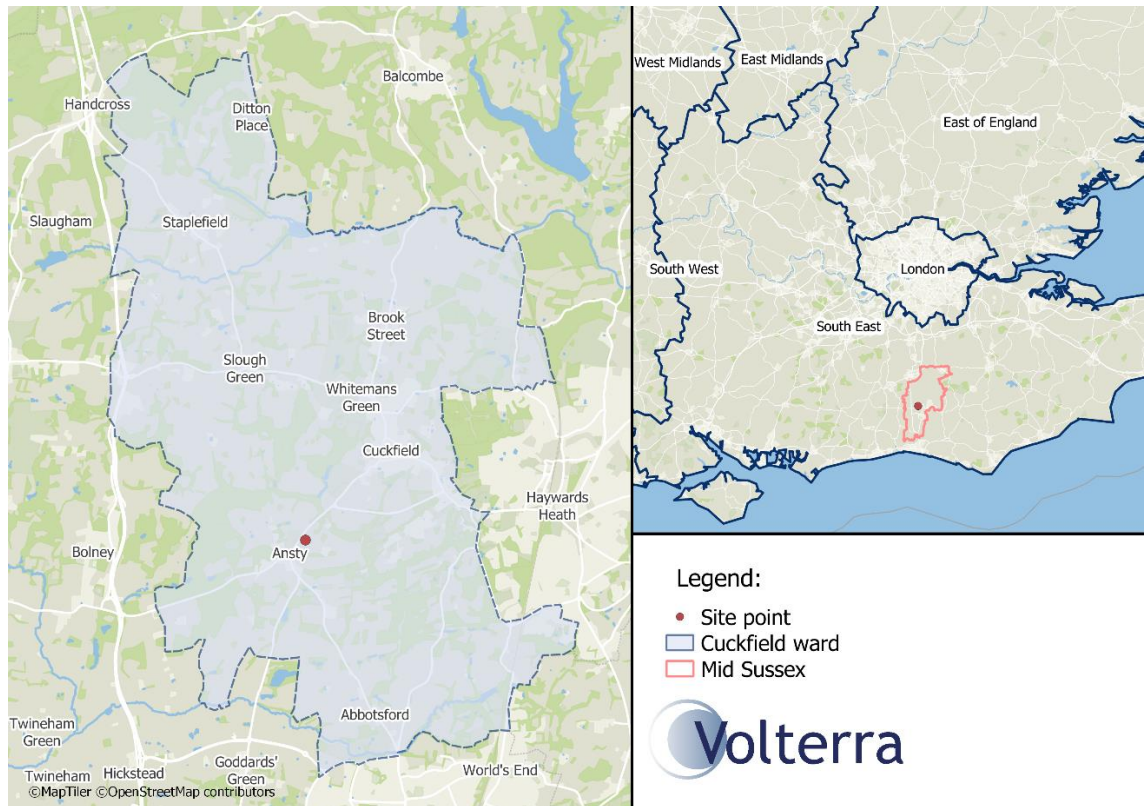 Balcombe
Handcross
Ditton
Place
Slaugham
Staplefield
Brook
Street
Slough
Green
Whitemans
Green
Cuckfield
Haywards
Heath
Bolney
Ansty
Abbotsford
Twineham
Green
Goddards'
Green
Twineham
Hickstead
World's End
©MapTiler ©OpenStreetMap contributors
West Midlands
East Midlands
East of England
South West
London
South East
Legend:
Site point
Cuckfield ward
Mid Sussex
Volterra